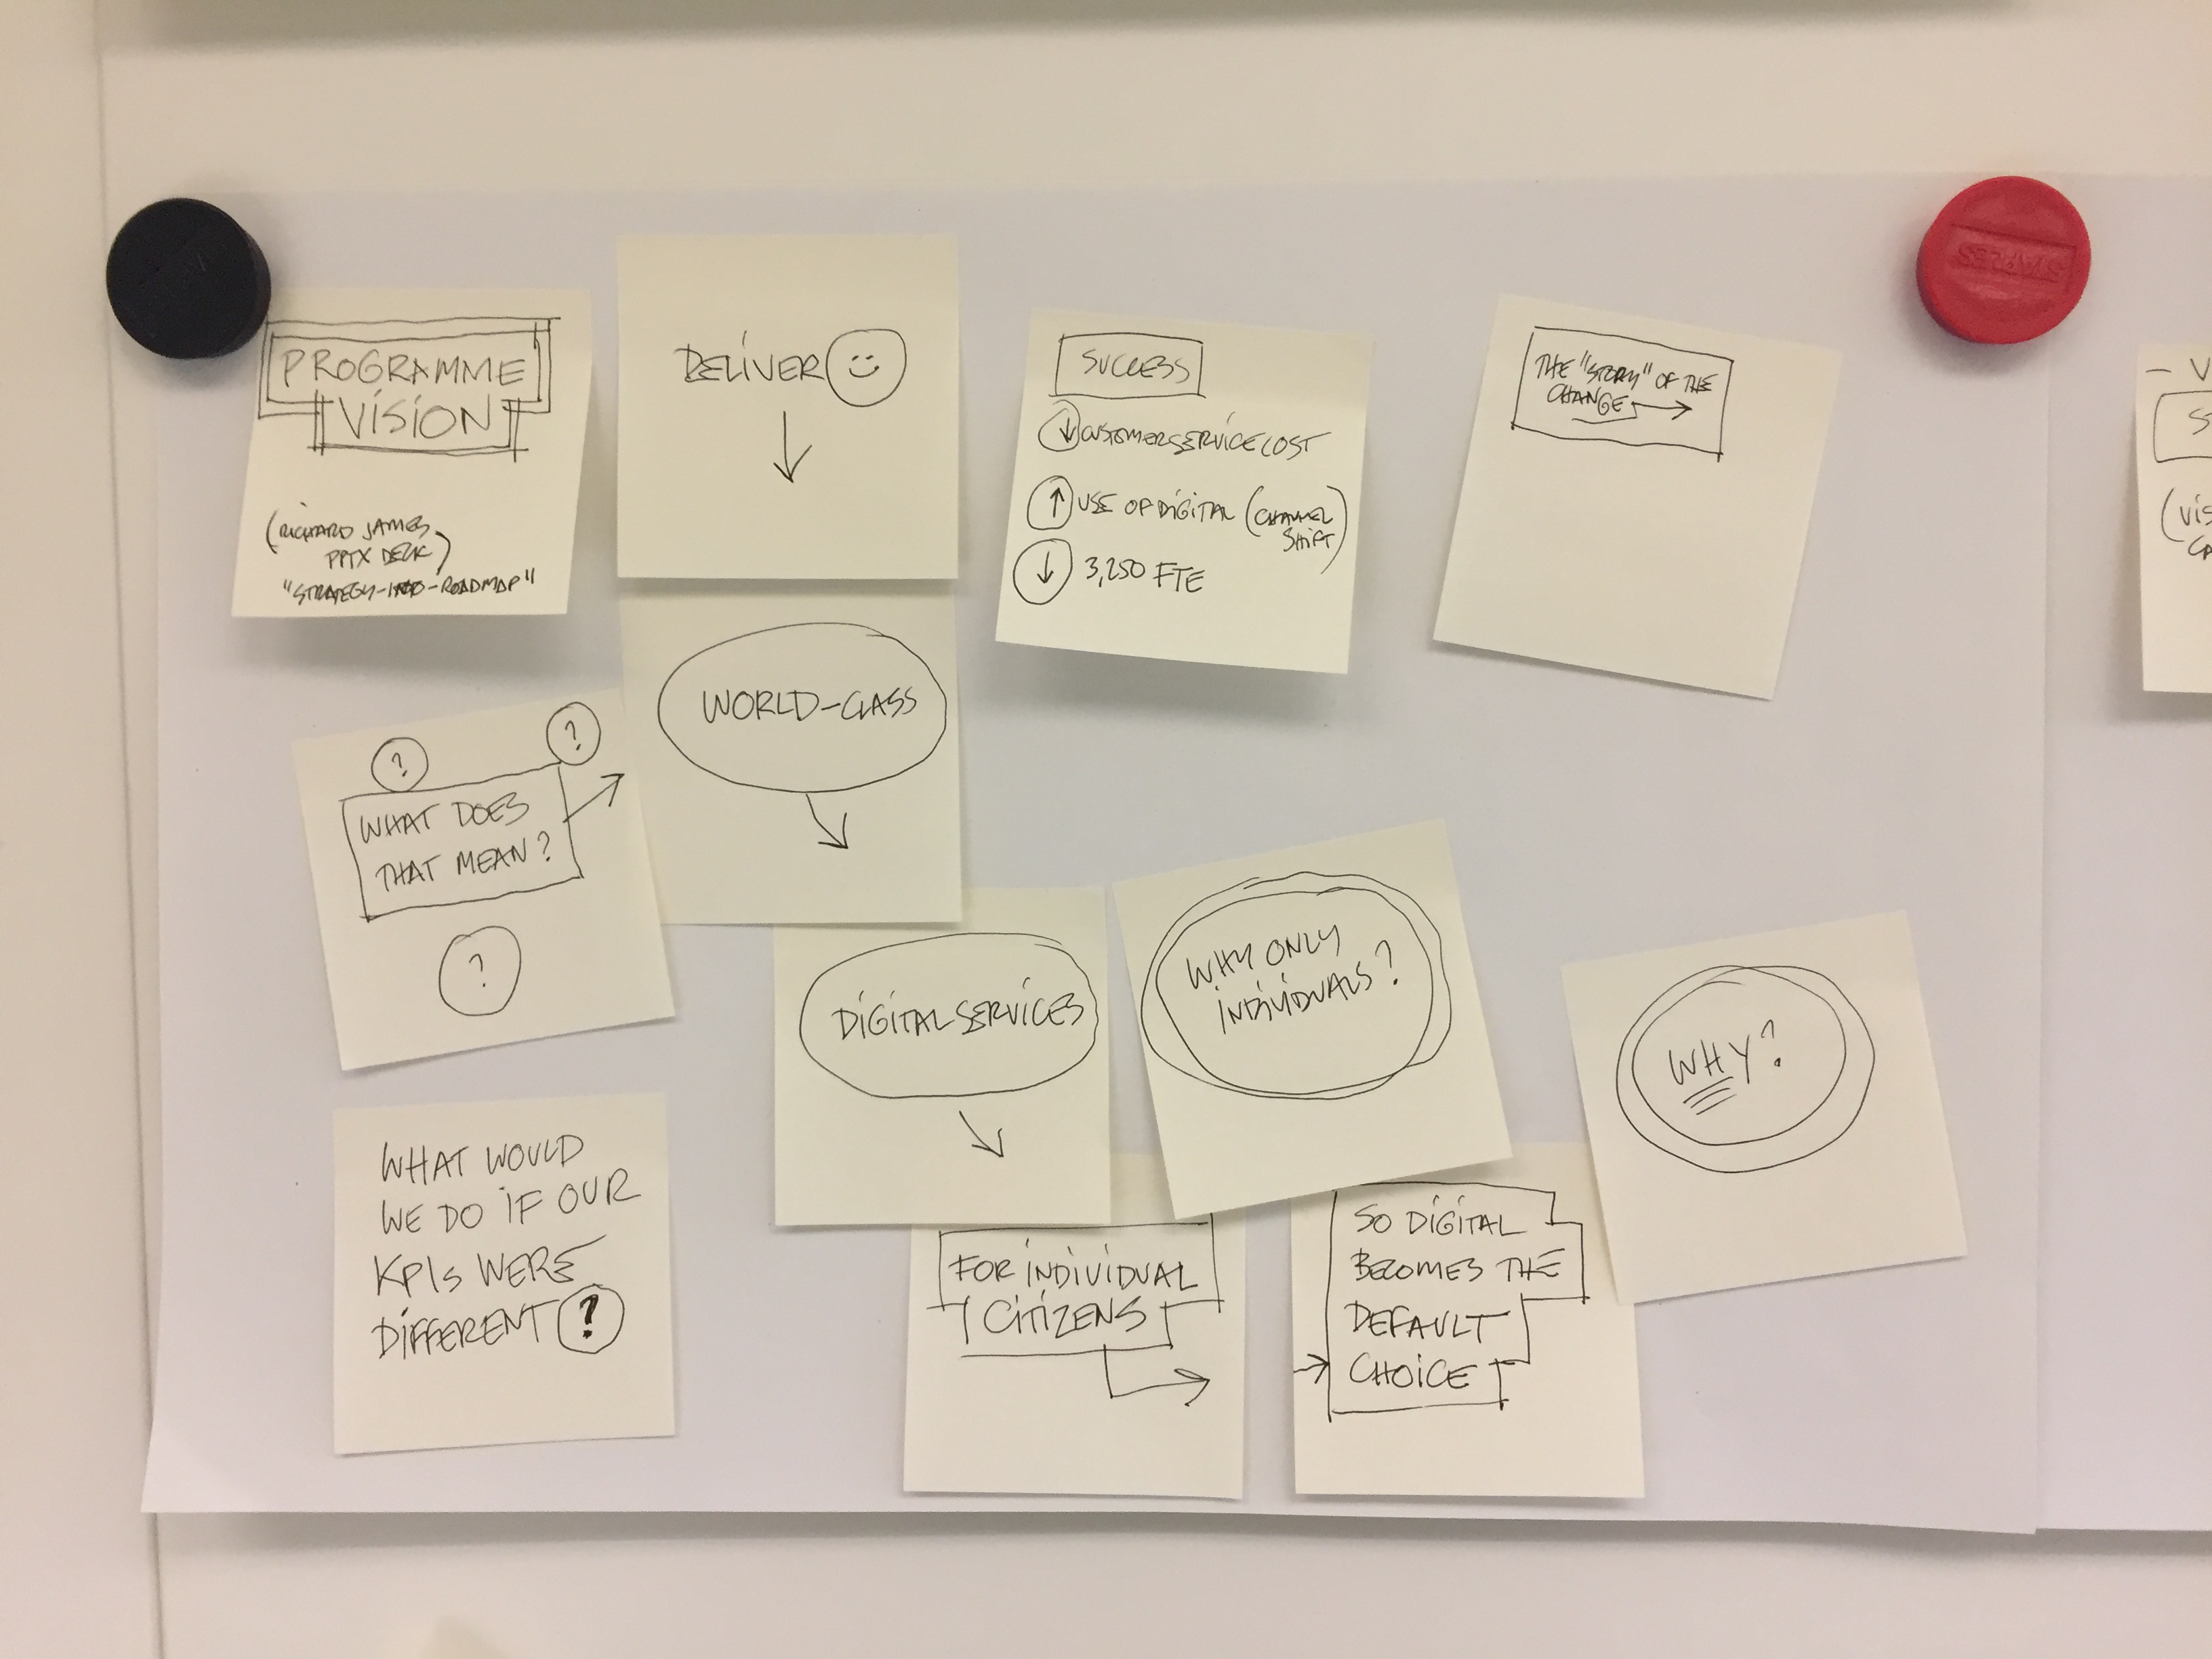 PROGRAMME
VISION
(RICHARD JAMES
PPTX DECK)
"STRATEGY-INTO-ROADMAP"
DELIVER
↓
SUCCESS
↓ CUSTOMER SERVICE COST
↑ USE OF DIGITAL (CHANNEL
SHIFT)
↓ 3,250 FTE
THE "STORY" OF THE
CHANGE →
STAPLES
? ?
WHAT DOES
THAT MEAN?
?
WORLD-CLASS
DIGITAL SERVICES
WHY ONLY
INDIVIDUALS?
WHY?
WHAT WOULD
WE DO IF OUR
KPIs WERE
DIFFERENT ?
FOR INDIVIDUAL
CITIZENS
SO DIGITAL
BECOMES THE
DEFAULT
CHOICE